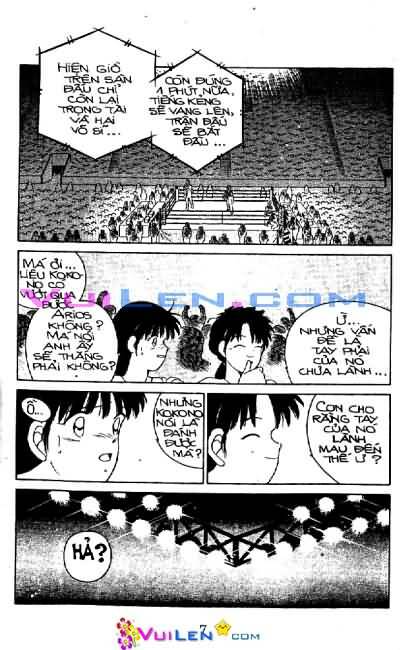 HIỆN GIỜ
TRÊN SÀN
ĐẤU CHỈ
CÒN LẠI
TRỌNG TÀI
VÀ HAI
VÕ SĨ...
CÒN ĐÚNG
1 PHÚT NỮA,
TIẾNG KẺNG
SẼ VANG LÊN,
TRẬN ĐẤU
SẼ BẮT
ĐẦU...
MÁ ƠI...
LIỆU KOKO-
NO CÓ
VƯỢT QUA
ĐƯỢC
ARIOS
KHÔNG?
MÁ NÓI
ANH ẤY
SẼ THẮNG
PHẢI KHÔNG?
Ừ...
NHƯNG VẤN
ĐỀ LÀ
TAY PHẢI
CỦA NÓ
CHƯA LÀNH...
VUILEN.COM
Ồ...
NHƯNG
KOKONO
NÓI LÀ
ĐÁNH
ĐƯỢC
MÀ?
CON CHO
RẰNG TAY
CỦA NÓ
LÀNH
MAU ĐẾN
THẾ Ư?
HẢ?
7
VUILEN.COM